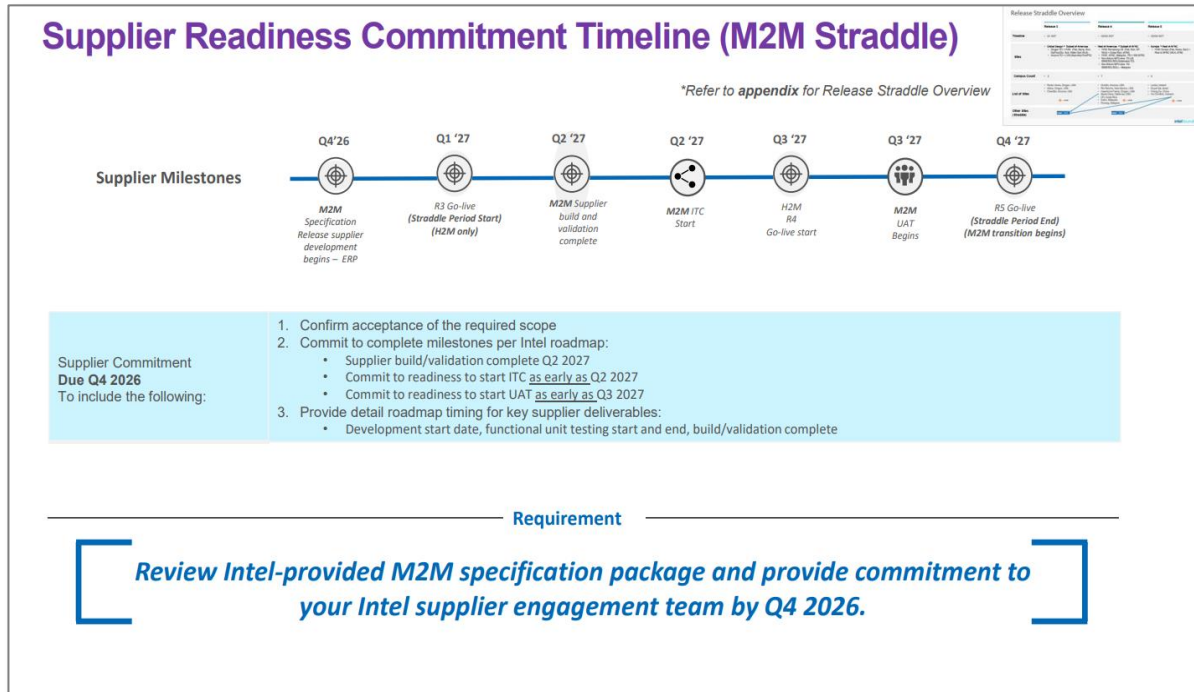 Supplier Readiness Commitment Timeline (M2M Straddle)
Release Straddle Overview
*Refer to appendix for Release Straddle Overview
Supplier Milestones
Q4'26
M2M
Specification
Release supplier
development
begins – ERP
Q1 '27
R3 Go-live
(Straddle Period Start)
(H2M only)
Q2 '27
M2M Supplier
build and
validation
complete
Q2 '27
M2M ITC
Start
Q3 '27
H2M
R4
Go-live start
Q3 '27
M2M
UAT
Begins
Q4 '27
R5 Go-live
(Straddle Period End)
(M2M transition begins)
Supplier Commitment
Due Q4 2026
To include the following:
1. Confirm acceptance of the required scope
2. Commit to complete milestones per Intel roadmap:
• Supplier build/validation complete Q2 2027
• Commit to readiness to start ITC as early as Q2 2027
• Commit to readiness to start UAT as early as Q3 2027
3. Provide detail roadmap timing for key supplier deliverables:
• Development start date, functional unit testing start and end, build/validation complete
Requirement
Review Intel-provided M2M specification package and provide commitment to
your Intel supplier engagement team by Q4 2026.